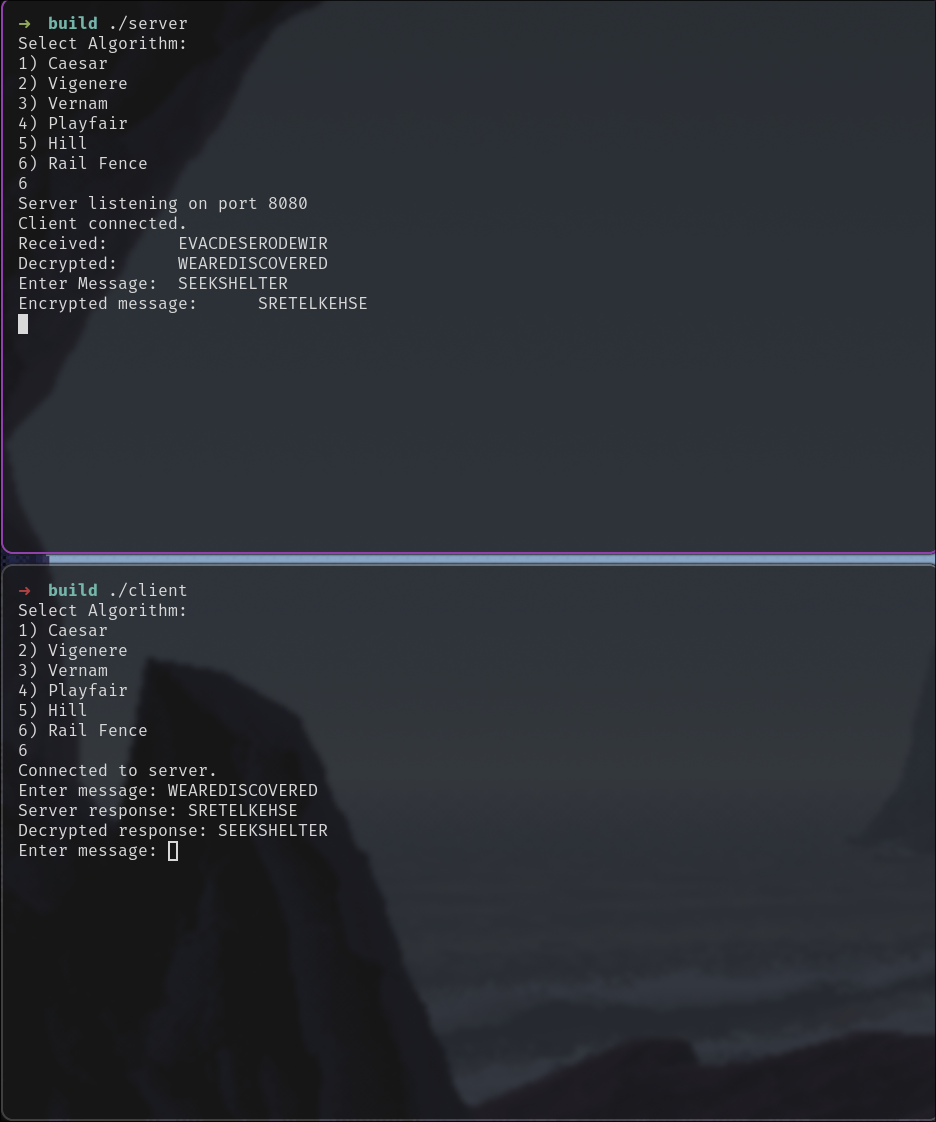 ➜  build ./server
Select Algorithm:
1) Caesar
2) Vigenere
3) Vernam
4) Playfair
5) Hill
6) Rail Fence
6
Server listening on port 8080
Client connected.
Received:       EVACDESERODEWIR
Decrypted:      WEAREDISCOVERED
Enter Message:  SEEKSHELTER
Encrypted message:      SRETELKEHSE
➜  build ./client
Select Algorithm:
1) Caesar
2) Vigenere
3) Vernam
4) Playfair
5) Hill
6) Rail Fence
6
Connected to server.
Enter message: WEAREDISCOVERED
Server response: SRETELKEHSE
Decrypted response: SEEKSHELTER
Enter message: